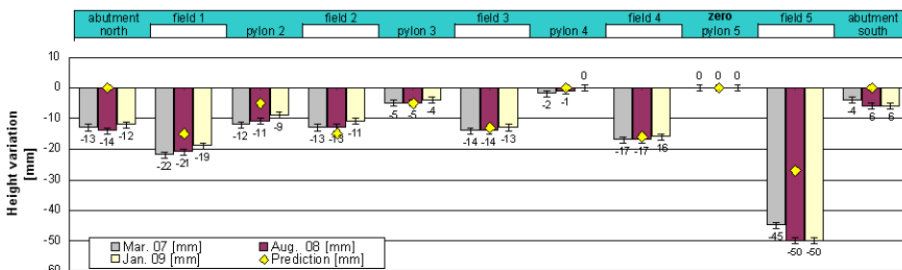 abutment north
field 1
pylon 2
field 2
pylon 3
field 3
pylon 4
field 4
zero
pylon 5
field 5
abutment south
Height variation
[mm]
10
0
-10
-20
-30
-40
-50
-60
-13 -14 -12
-22 -21 -19
-12 -11 -9
-13 -13 -11
-5 -5 -4
-14 -14 -13
-2 -1 0
-17 -17 -16
0 0 0
-45 -50 -50
-4 6 6
Mar. 07 [mm]
Aug. 08 [mm]
Jan. 09 [mm]
Prediction [mm]